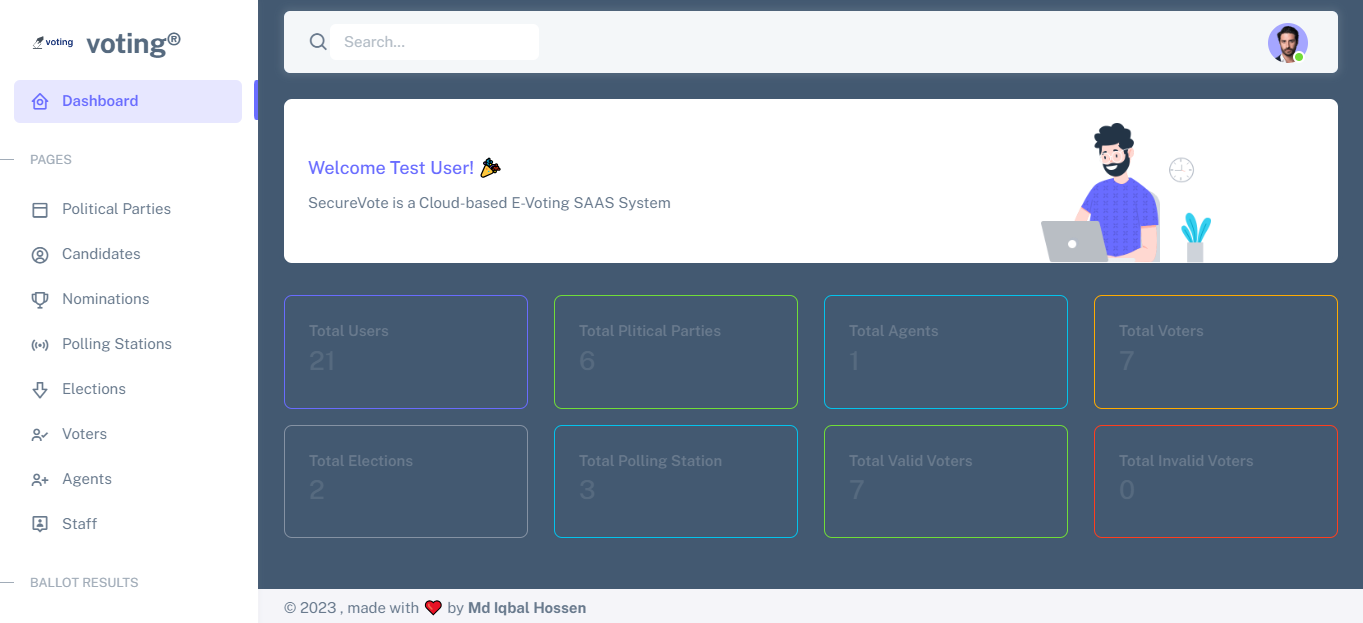 voting voting®
Dashboard
PAGES
Political Parties
Candidates
Nominations
Polling Stations
Elections
Voters
Agents
Staff
BALLOT RESULTS
Search...
Welcome Test User! 🎉
SecureVote is a Cloud-based E-Voting SAAS System
Total Users
21
Total Plitical Parties
6
Total Agents
1
Total Voters
7
Total Elections
2
Total Polling Station
3
Total Valid Voters
7
Total Invalid Voters
0
© 2023 , made with ❤️ by Md Iqbal Hossen